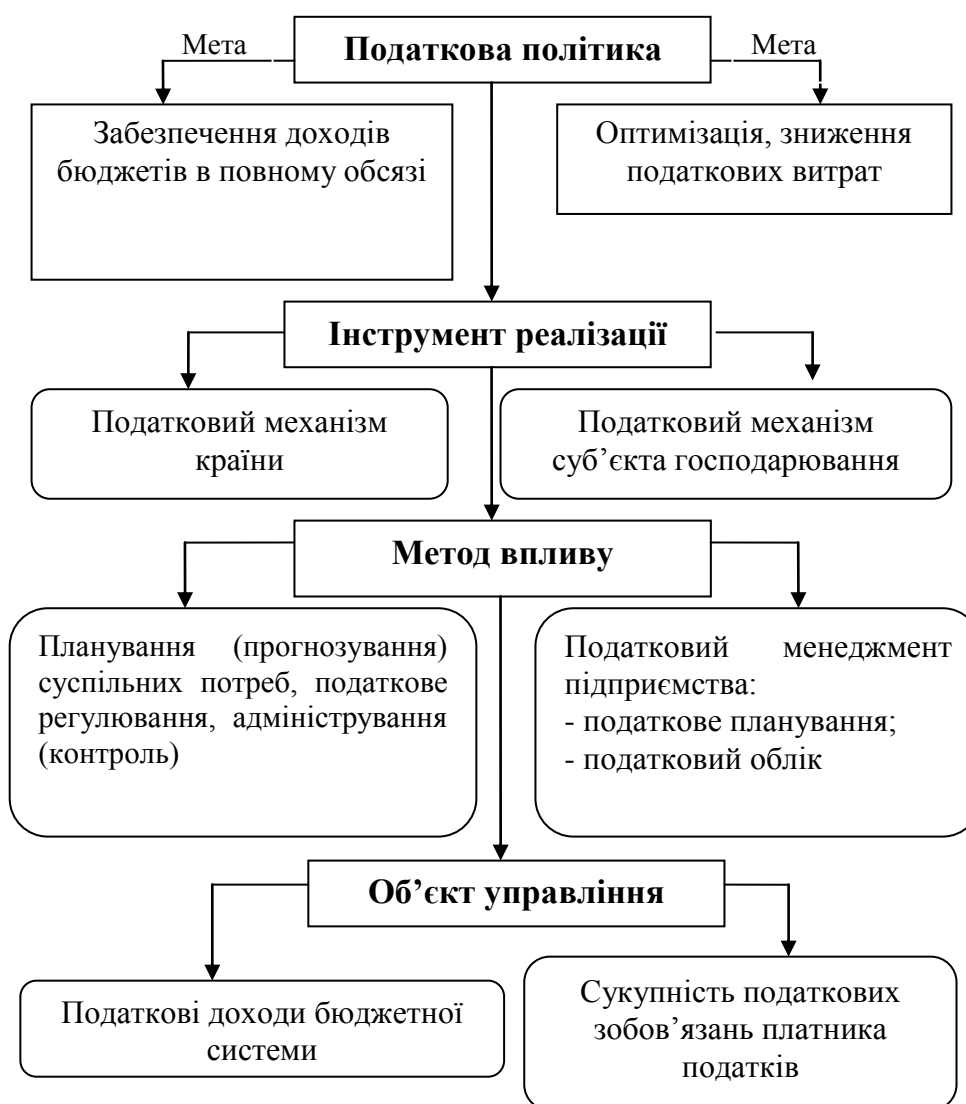 Мета
Податкова політика
Мета
Забезпечення доходів
бюджетів в повному обсязі
Оптимізація, зниження
податкових витрат
Інструмент реалізації
Податковий механізм
країни
Податковий механізм
суб’єкта господарювання
Метод впливу
Планування (прогнозування)
суспільних потреб, податкове
регулювання, адміністрування
(контроль)
Податковий менеджмент
підприємства:
- податкове планування;
- податковий облік
Об’єкт управління
Податкові доходи бюджетної
системи
Сукупність податкових
зобов’язань платника
податків